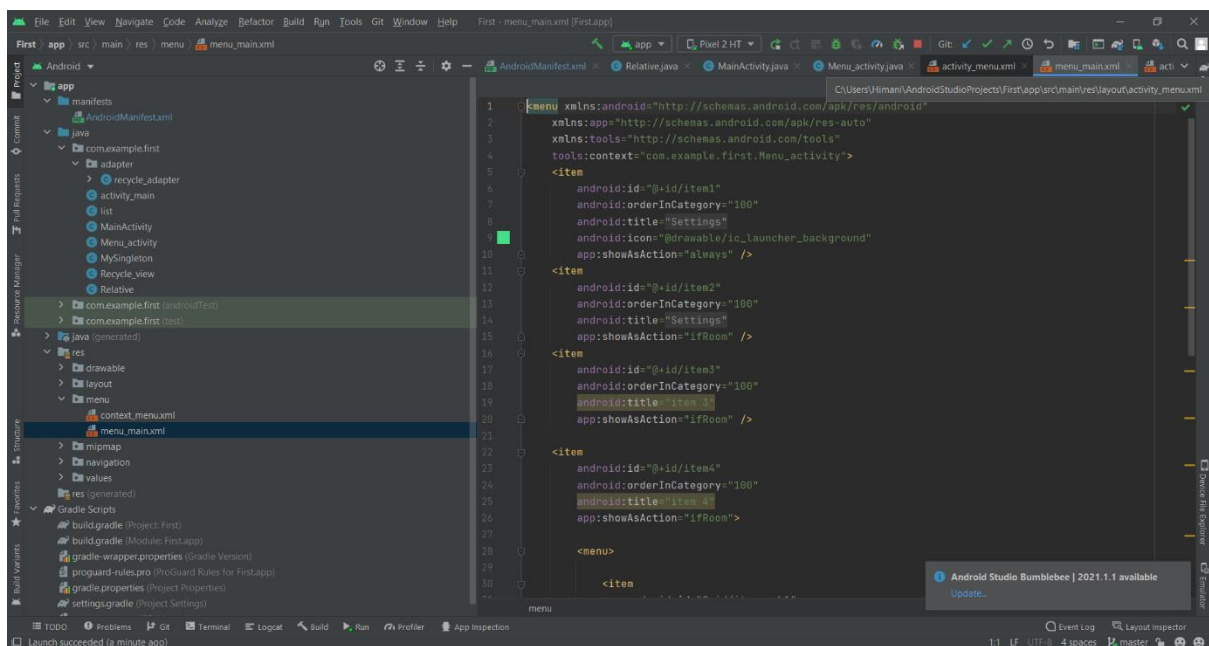 File Edit View Navigate Code Analyze Refactor Build Run Tools Git Window Help First - menu_main.xml [First.app]
First app src main res menu menu_main.xml app Pixel 2 HT Git:
Android AndroidManifest.xml Relative.java MainActivity.java Menu_activity.java activity_menu.xml menu_main.xml acti
C:\Users\Himani\AndroidStudioProjects\First\app\src\main\res\layout\activity_menu.xml
Project
Commit
Pull Requests
Resource Manager
Structure
Favorites
Build Variants
app
manifests
AndroidManifest.xml
java
com.example.first
adapter
recycle_adapter
activity_main
list
MainActivity
Menu_activity
MySingleton
Recycle_view
Relative
com.example.first (androidTest)
com.example.first (test)
java (generated)
res
drawable
layout
menu
context_menu.xml
menu_main.xml
mipmap
navigation
values
res (generated)
Gradle Scripts
build.gradle (Project: First)
build.gradle (Module: First.app)
gradle-wrapper.properties (Gradle Version)
proguard-rules.pro (ProGuard Rules for First.app)
gradle.properties (Project Properties)
settings.gradle (Project Settings)
1 <menu xmlns:android="http://schemas.android.com/apk/res/android"
2 xmlns:app="http://schemas.android.com/apk/res-auto"
3 xmlns:tools="http://schemas.android.com/tools"
4 tools:context="com.example.first.Menu_activity">
5 <item
6 android:id="@+id/item1"
7 android:orderInCategory="100"
8 android:title="Settings"
9 android:icon="@drawable/ic_launcher_background"
10 app:showAsAction="always" />
11 <item
12 android:id="@+id/item2"
13 android:orderInCategory="100"
14 android:title="Settings"
15 app:showAsAction="ifRoom" />
16 <item
17 android:id="@+id/item3"
18 android:orderInCategory="100"
19 android:title="item 3"
20 app:showAsAction="ifRoom" />
21
22 <item
23 android:id="@+id/item4"
24 android:orderInCategory="100"
25 android:title="item 4"
26 app:showAsAction="ifRoom">
27
28 <menu>
29
30 <item
menu
Device File Explorer
Emulator
Android Studio Bumblebee | 2021.1.1 available
Update...
TODO Problems Git Terminal Logcat Build Run Profiler App Inspection Event Log Layout Inspector
Launch succeeded (a minute ago) 1:1 LF UTF-8 4 spaces master